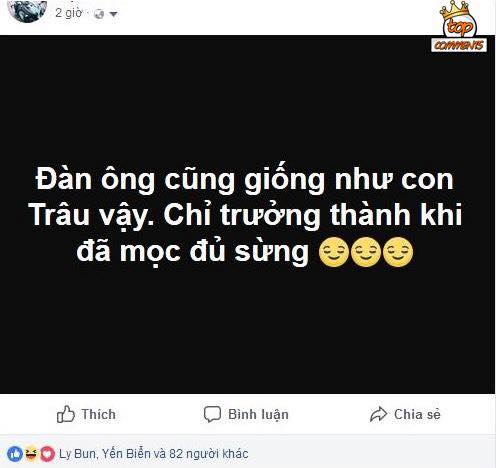 2 giờ
top
COMMENTS
Đàn ông cũng giống như con
Trâu vậy. Chỉ trưởng thành khi
đã mọc đủ sừng 😌😌😌
Thích Bình luận Chia sẻ
Ly Bun, Yến Biển và 82 người khác